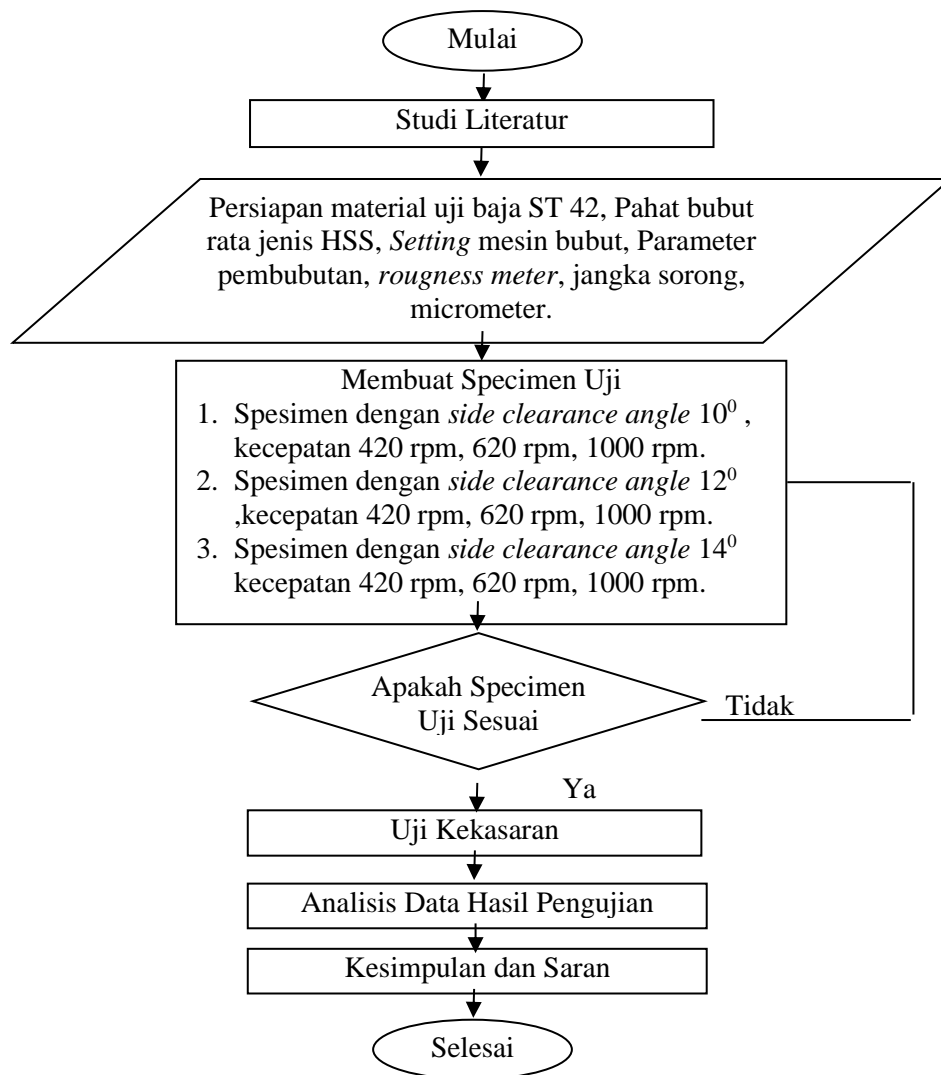 Mulai
Studi Literatur
Persiapan material uji baja ST 42, Pahat bubut
rata jenis HSS, Setting mesin bubut, Parameter
pembubutan, rougness meter, jangka sorong,
micrometer.
Membuat Specimen Uji
1. Spesimen dengan side clearance angle 10⁰ ,
kecepatan 420 rpm, 620 rpm, 1000 rpm.
2. Spesimen dengan side clearance angle 12⁰
,kecepatan 420 rpm, 620 rpm, 1000 rpm.
3. Spesimen dengan side clearance angle 14⁰
kecepatan 420 rpm, 620 rpm, 1000 rpm.
Apakah Specimen
Uji Sesuai
Tidak
Ya
Uji Kekasaran
Analisis Data Hasil Pengujian
Kesimpulan dan Saran
Selesai